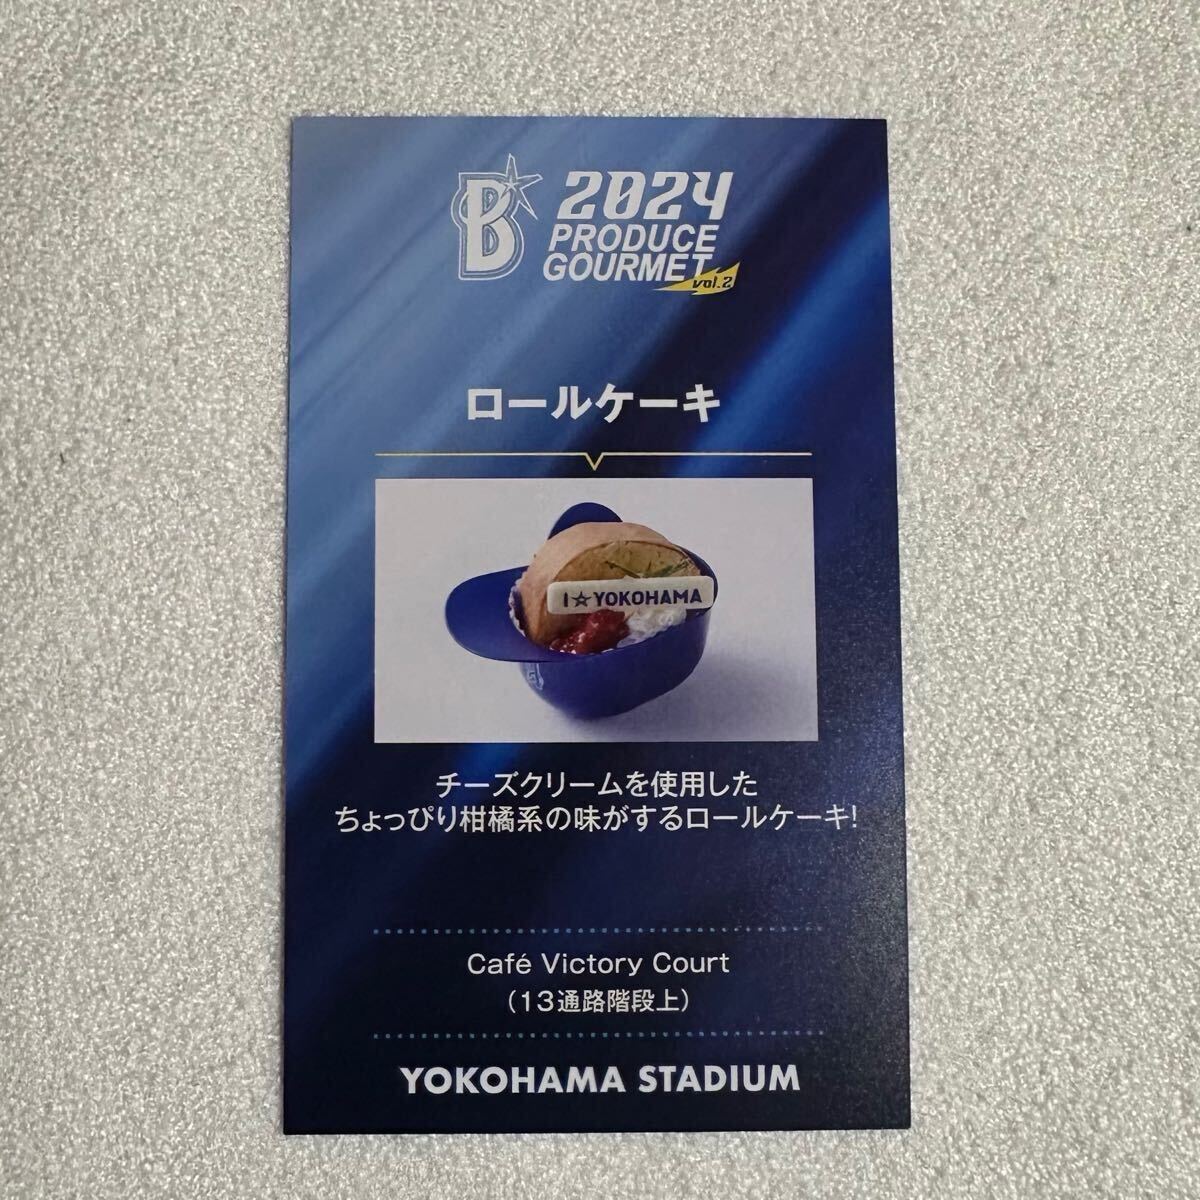 B
2024
PRODUCE
GOURMET
vol.2
ロールケーキ
I☆YOKOHAMA
チーズクリームを使用した
ちょっぴり柑橘系の味がするロールケーキ!
Café Victory Court
(13通路階段上)
YOKOHAMA STADIUM